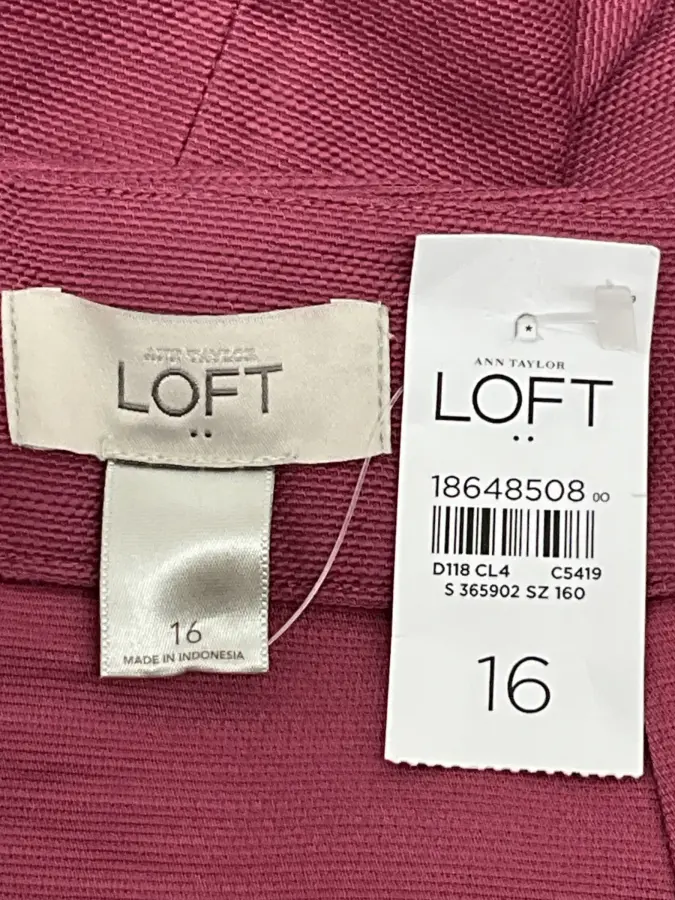 ANN TAYLOR
LOFT
16
MADE IN INDONESIA
ANN TAYLOR
LOFT
18648508 00
D118 CL4 C5419
S 365902 SZ 160
16